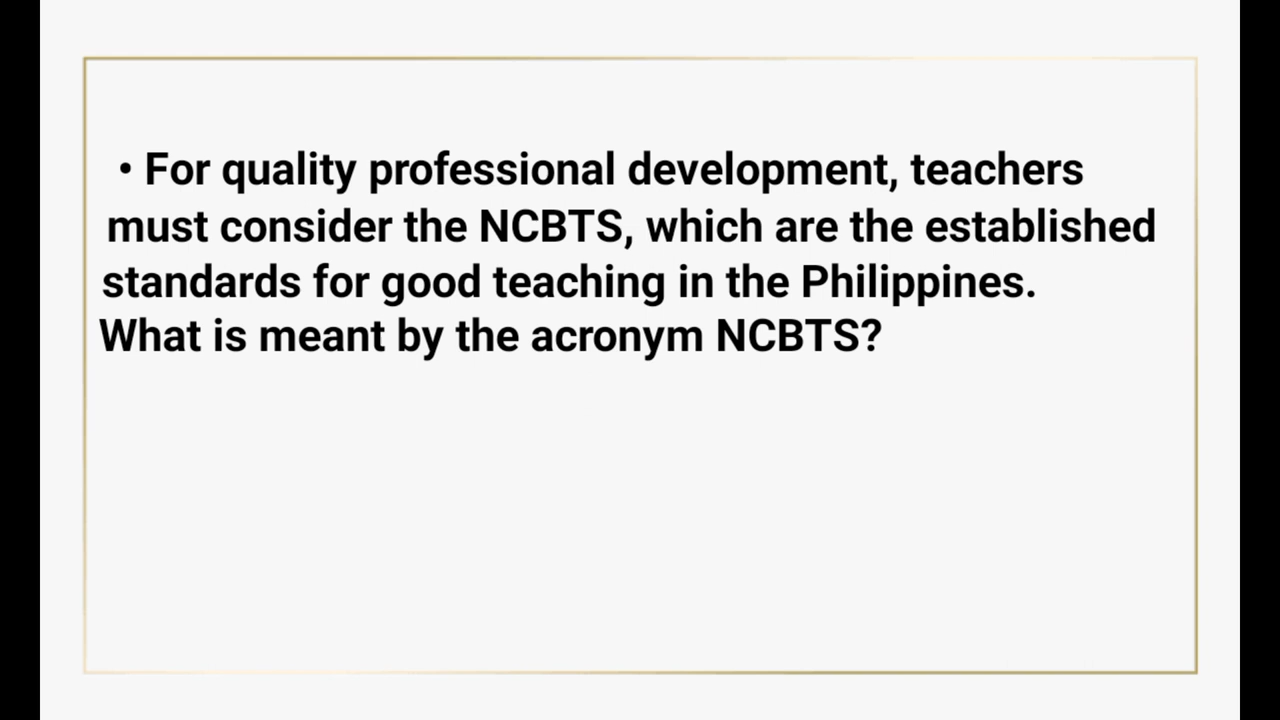 • For quality professional development, teachers
must consider the NCBTS, which are the established
standards for good teaching in the Philippines.
What is meant by the acronym NCBTS?